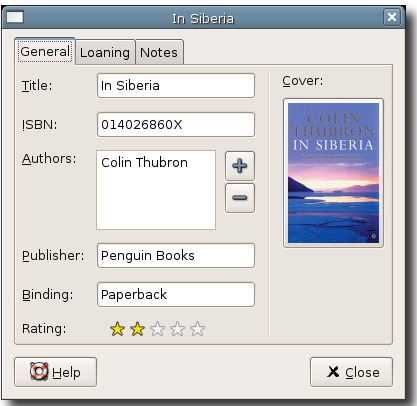 In Siberia
General Loaning Notes
Title: In Siberia
Cover:
ISBN: 014026860X
Authors: Colin Thubron
COLIN
THUBRON
IN SIBERIA
Publisher: Penguin Books
Binding: Paperback
Rating:
Help Close